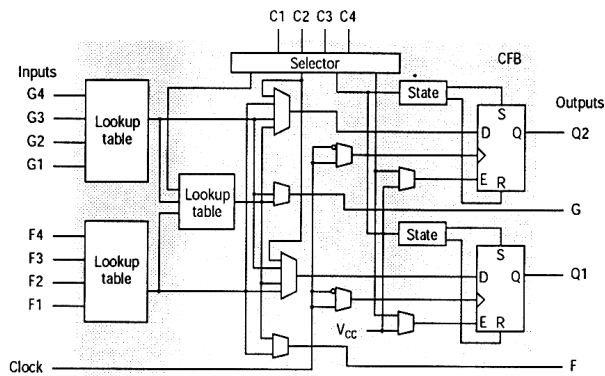 C1 C2 C3 C4
Selector
CFB
Inputs
G4
G3
G2
G1
Lookup
table
State
S
D Q
E R
Outputs
Q2
Lookup
table
G
F4
F3
F2
F1
Lookup
table
State
S
D Q
E R
Q1
VCC
Clock
F